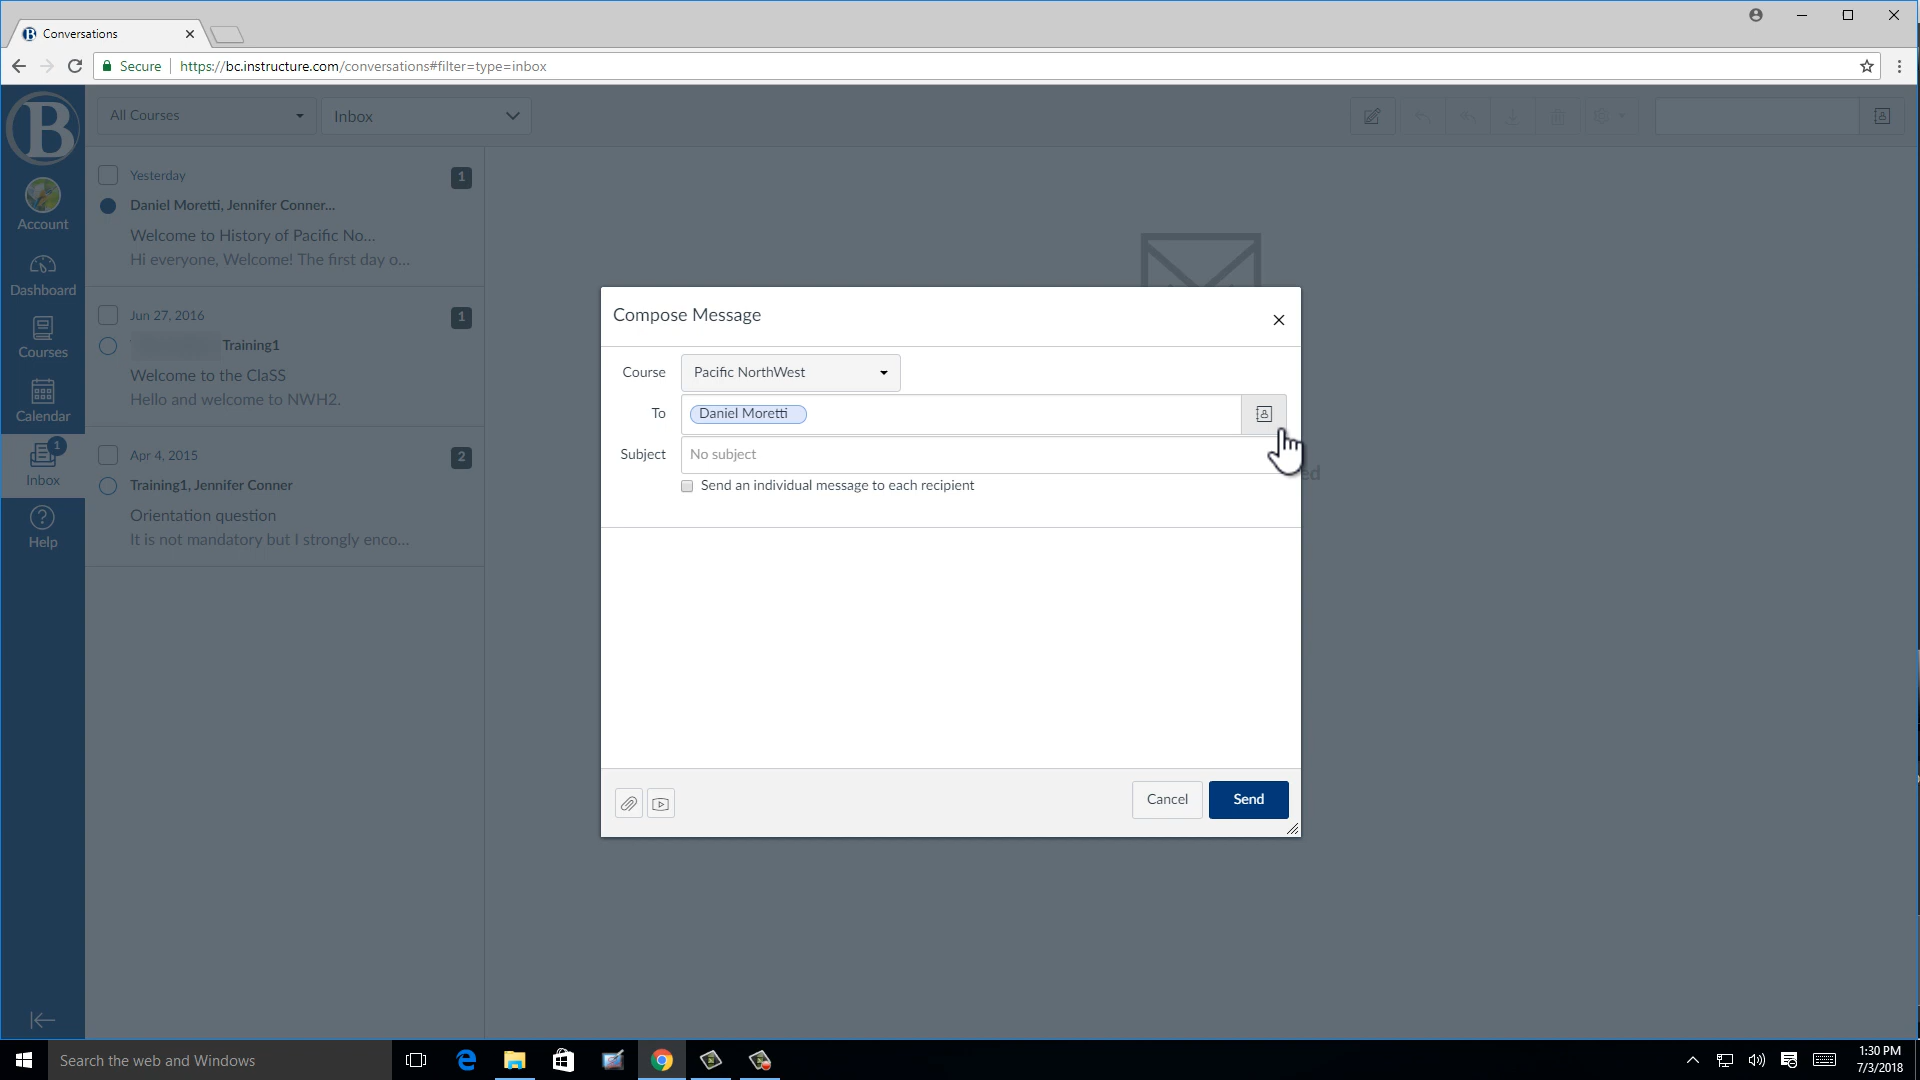 Conversations
Secure
https://bc.instructure.com/conversations#filter=type=inbox
B
All Courses
Inbox
Account
Dashboard
Courses
Calendar
1
Inbox
Help
Yesterday
1
Daniel Moretti, Jennifer Conner...
Welcome to History of Pacific No...
Hi everyone, Welcome! The first day o...
Jun 27, 2016
1
Training1
Welcome to the ClaSS
Hello and welcome to NWH2.
Apr 4, 2015
2
Training1, Jennifer Conner
Orientation question
It is not mandatory but I strongly enco...
Compose Message
Course
Pacific NorthWest
To
Daniel Moretti
Subject
No subject
ed
Send an individual message to each recipient
Cancel
Send
Search the web and Windows
1:30 PM
7/3/2018